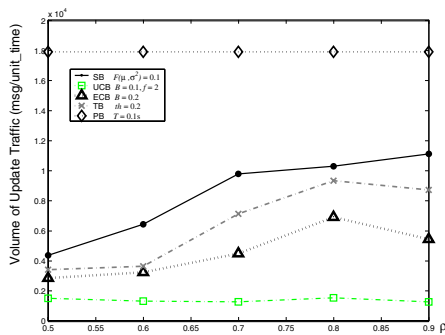 x 10⁴
2
1.8
1.6
1.4
1.2
1
0.8
0.6
0.4
0.2
0
Volume of Update Traffic (msg/unit_time)
SB F(μ,σ²) = 0.1
UCB B = 0.1, f = 2
ECB B = 0.2
TB th = 0.2
PB T = 0.1s
0.5 0.55 0.6 0.65 0.7 0.75 0.8 0.85 0.9